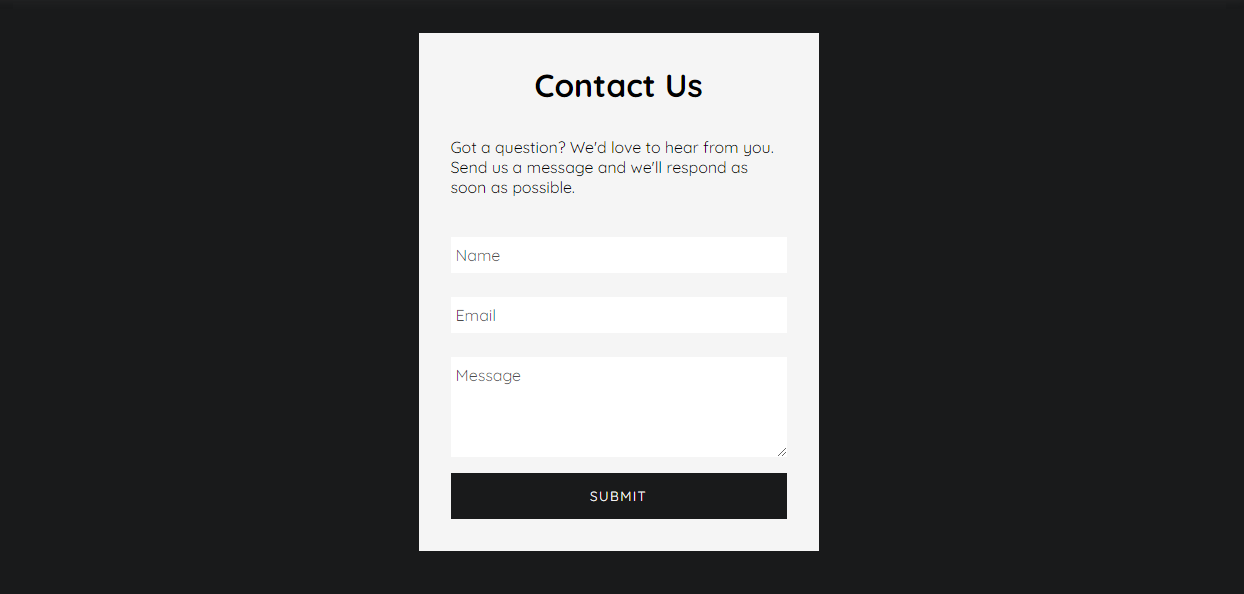 Contact Us
Got a question? We'd love to hear from you.
Send us a message and we'll respond as
soon as possible.
Name
Email
Message
SUBMIT